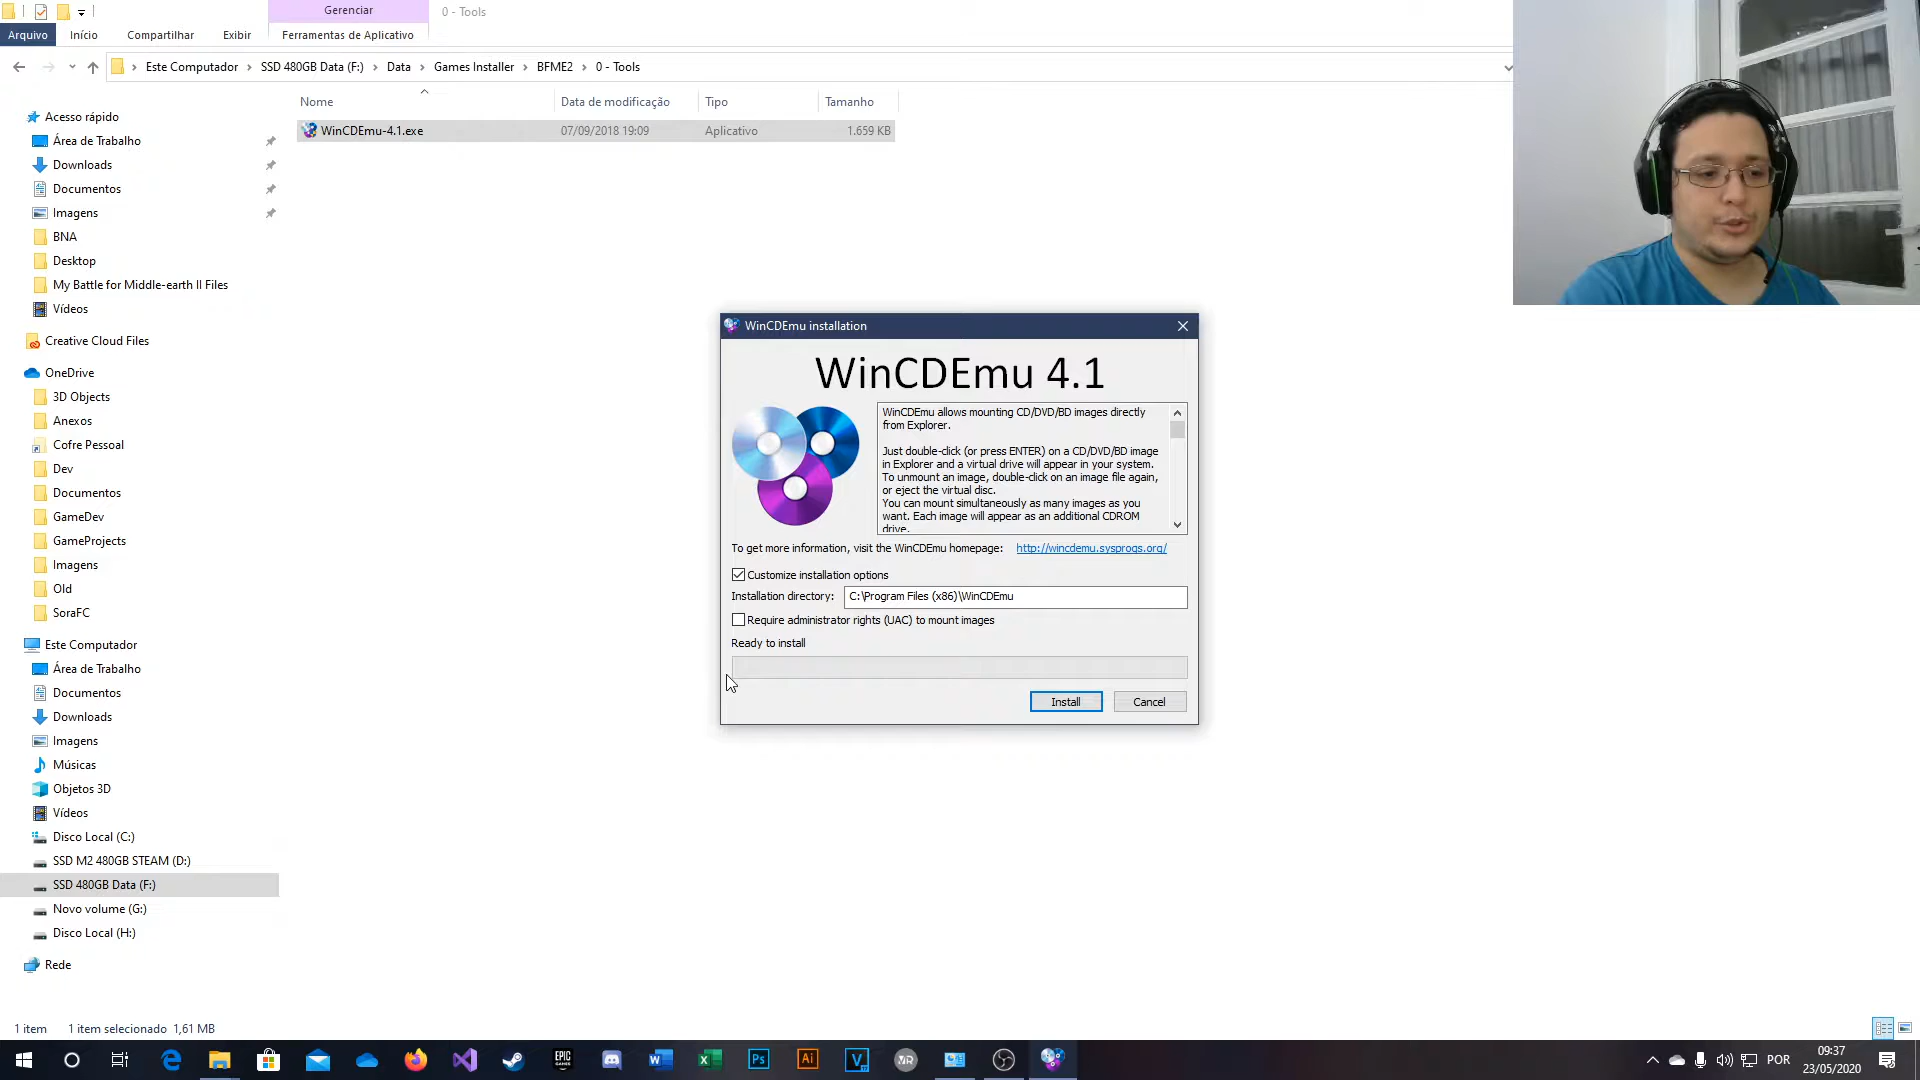 Gerenciar
0 - Tools
Arquivo
Início
Compartilhar
Exibir
Ferramentas de Aplicativo
Este Computador
SSD 480GB Data (F:)
Data
Games Installer
BFME2
0 - Tools
Nome
Data de modificação
Tipo
Tamanho
WinCDEmu-4.1.exe
07/09/2018 19:09
Aplicativo
1.659 KB
Acesso rápido
Área de Trabalho
Downloads
Documentos
Imagens
BNA
Desktop
My Battle for Middle-earth II Files
Vídeos
Creative Cloud Files
OneDrive
3D Objects
Anexos
Cofre Pessoal
Dev
Documentos
GameDev
GameProjects
Imagens
Old
SoraFC
Este Computador
Área de Trabalho
Documentos
Downloads
Imagens
Músicas
Objetos 3D
Vídeos
Disco Local (C:)
SSD M2 480GB STEAM (D:)
SSD 480GB Data (F:)
Novo volume (G:)
Disco Local (H:)
Rede
WinCDEmu installation
WinCDEmu 4.1
WinCDEmu allows mounting CD/DVD/BD images directly
from Explorer.
Just double-click (or press ENTER) on a CD/DVD/BD image
in Explorer and a virtual drive will appear in your system.
To unmount an image, double-click on an image file again,
or eject the virtual disc.
You can mount simultaneously as many images as you
want. Each image will appear as an additional CDROM
drive.
To get more information, visit the WinCDEmu homepage:
http://wincdemu.sysprogs.org/
Customize installation options
Installation directory:
C:\Program Files (x86)\WinCDEmu
Require administrator rights (UAC) to mount images
Ready to install
Install
Cancel
1 item
1 item selecionado 1,61 MB
EPIC
GAMES
Ps
Ai
POR
09:37
23/05/2020